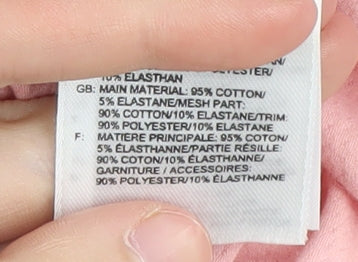 10% ELASTHAN
GB: MAIN MATERIAL: 95% COTTON/
5% ELASTANE/MESH PART:
90% COTTON/10% ELASTANE/TRIM:
90% POLYESTER/10% ELASTANE
F: MATIERE PRINCIPALE: 95% COTON/
5% ÉLASTHANNE/PARTIE RÉSILLE:
90% COTON/10% ÉLASTHANNE/
GARNITURE / ACCESSOIRES:
90% POLYESTER/10% ÉLASTHANNE